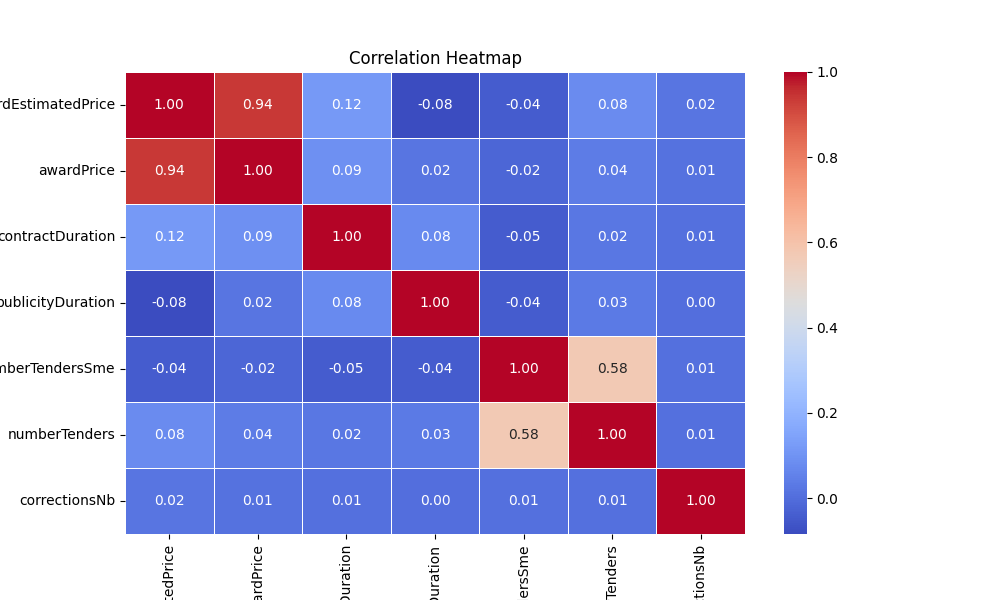 Correlation Heatmap
rdEstimatedPrice 1.00 0.94 0.12 -0.08 -0.04 0.08 0.02
awardPrice 0.94 1.00 0.09 0.02 -0.02 0.04 0.01
contractDuration 0.12 0.09 1.00 0.08 -0.05 0.02 0.01
publicityDuration -0.08 0.02 0.08 1.00 -0.04 0.03 0.00
mberTendersSme -0.04 -0.02 -0.05 -0.04 1.00 0.58 0.01
numberTenders 0.08 0.04 0.02 0.03 0.58 1.00 0.01
correctionsNb 0.02 0.01 0.01 0.00 0.01 0.01 1.00
tedPrice
ardPrice
Duration
Duration
ersSme
Tenders
tionsNb
1.0
0.8
0.6
0.4
0.2
0.0